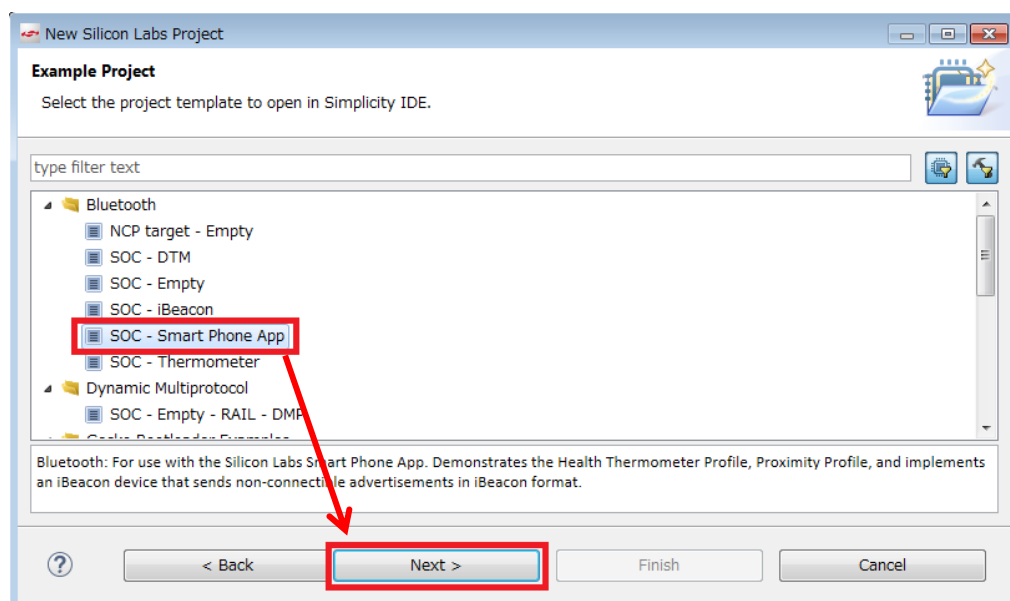 New Silicon Labs Project
Example Project
Select the project template to open in Simplicity IDE.
type filter text
Bluetooth
NCP target - Empty
SOC - DTM
SOC - Empty
SOC - iBeacon
SOC - Smart Phone App
SOC - Thermometer
Dynamic Multiprotocol
SOC - Empty - RAIL - DMP
Bluetooth: For use with the Silicon Labs Smart Phone App. Demonstrates the Health Thermometer Profile, Proximity Profile, and implements
an iBeacon device that sends non-connectible advertisements in iBeacon format.
?
< Back
Next >
Finish
Cancel